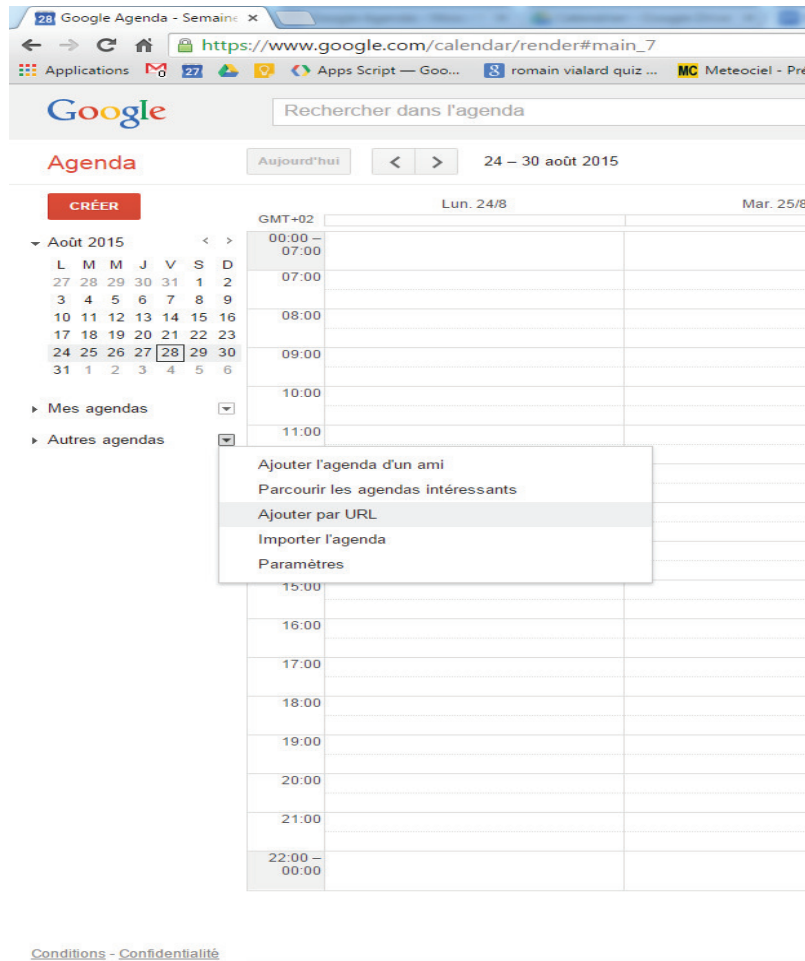 28 Google Agenda - Semaine ×
https://www.google.com/calendar/render#main_7
Applications 27 Apps Script — Goo... 8 romain vialard quiz ... MC Meteociel - Pré
Google Rechercher dans l'agenda
Agenda Aujourd'hui < > 24 – 30 août 2015
CRÉER
Lun. 24/8 Mar. 25/8
GMT+02
Août 2015 < >
L M M J V S D
27 28 29 30 31 1 2
3 4 5 6 7 8 9
10 11 12 13 14 15 16
17 18 19 20 21 22 23
24 25 26 27 28 29 30
31 1 2 3 4 5 6
Mes agendas
Autres agendas
00:00 –
07:00
07:00
08:00
09:00
10:00
11:00
Ajouter l'agenda d'un ami
Parcourir les agendas intéressants
Ajouter par URL
Importer l'agenda
Paramètres
15:00
16:00
17:00
18:00
19:00
20:00
21:00
22:00 –
00:00
Conditions - Confidentialité